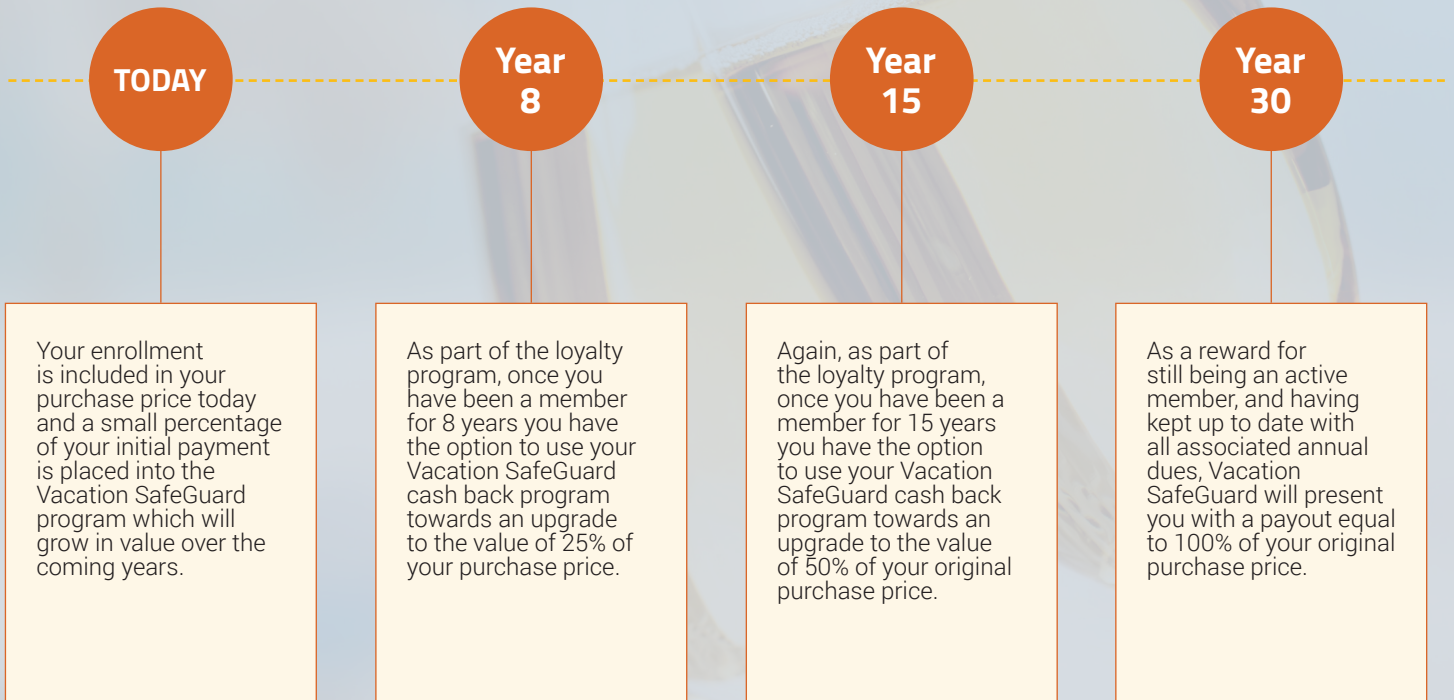 TODAY
Your enrollment
is included in your
purchase price today
and a small percentage
of your initial payment
is placed into the
Vacation SafeGuard
program which will
grow in value over the
coming years.
Year
8
As part of the loyalty
program, once you
have been a member
for 8 years you have
the option to use your
Vacation SafeGuard
cash back program
towards an upgrade
to the value of 25% of
your purchase price.
Year
15
Again, as part of
the loyalty program,
once you have been a
member for 15 years
you have the option
to use your Vacation
SafeGuard cash back
program towards an
upgrade to the value
of 50% of your original
purchase price.
Year
30
As a reward for
still being an active
member, and having
kept up to date with
all associated annual
dues, Vacation
SafeGuard will present
you with a payout equal
to 100% of your original
purchase price.